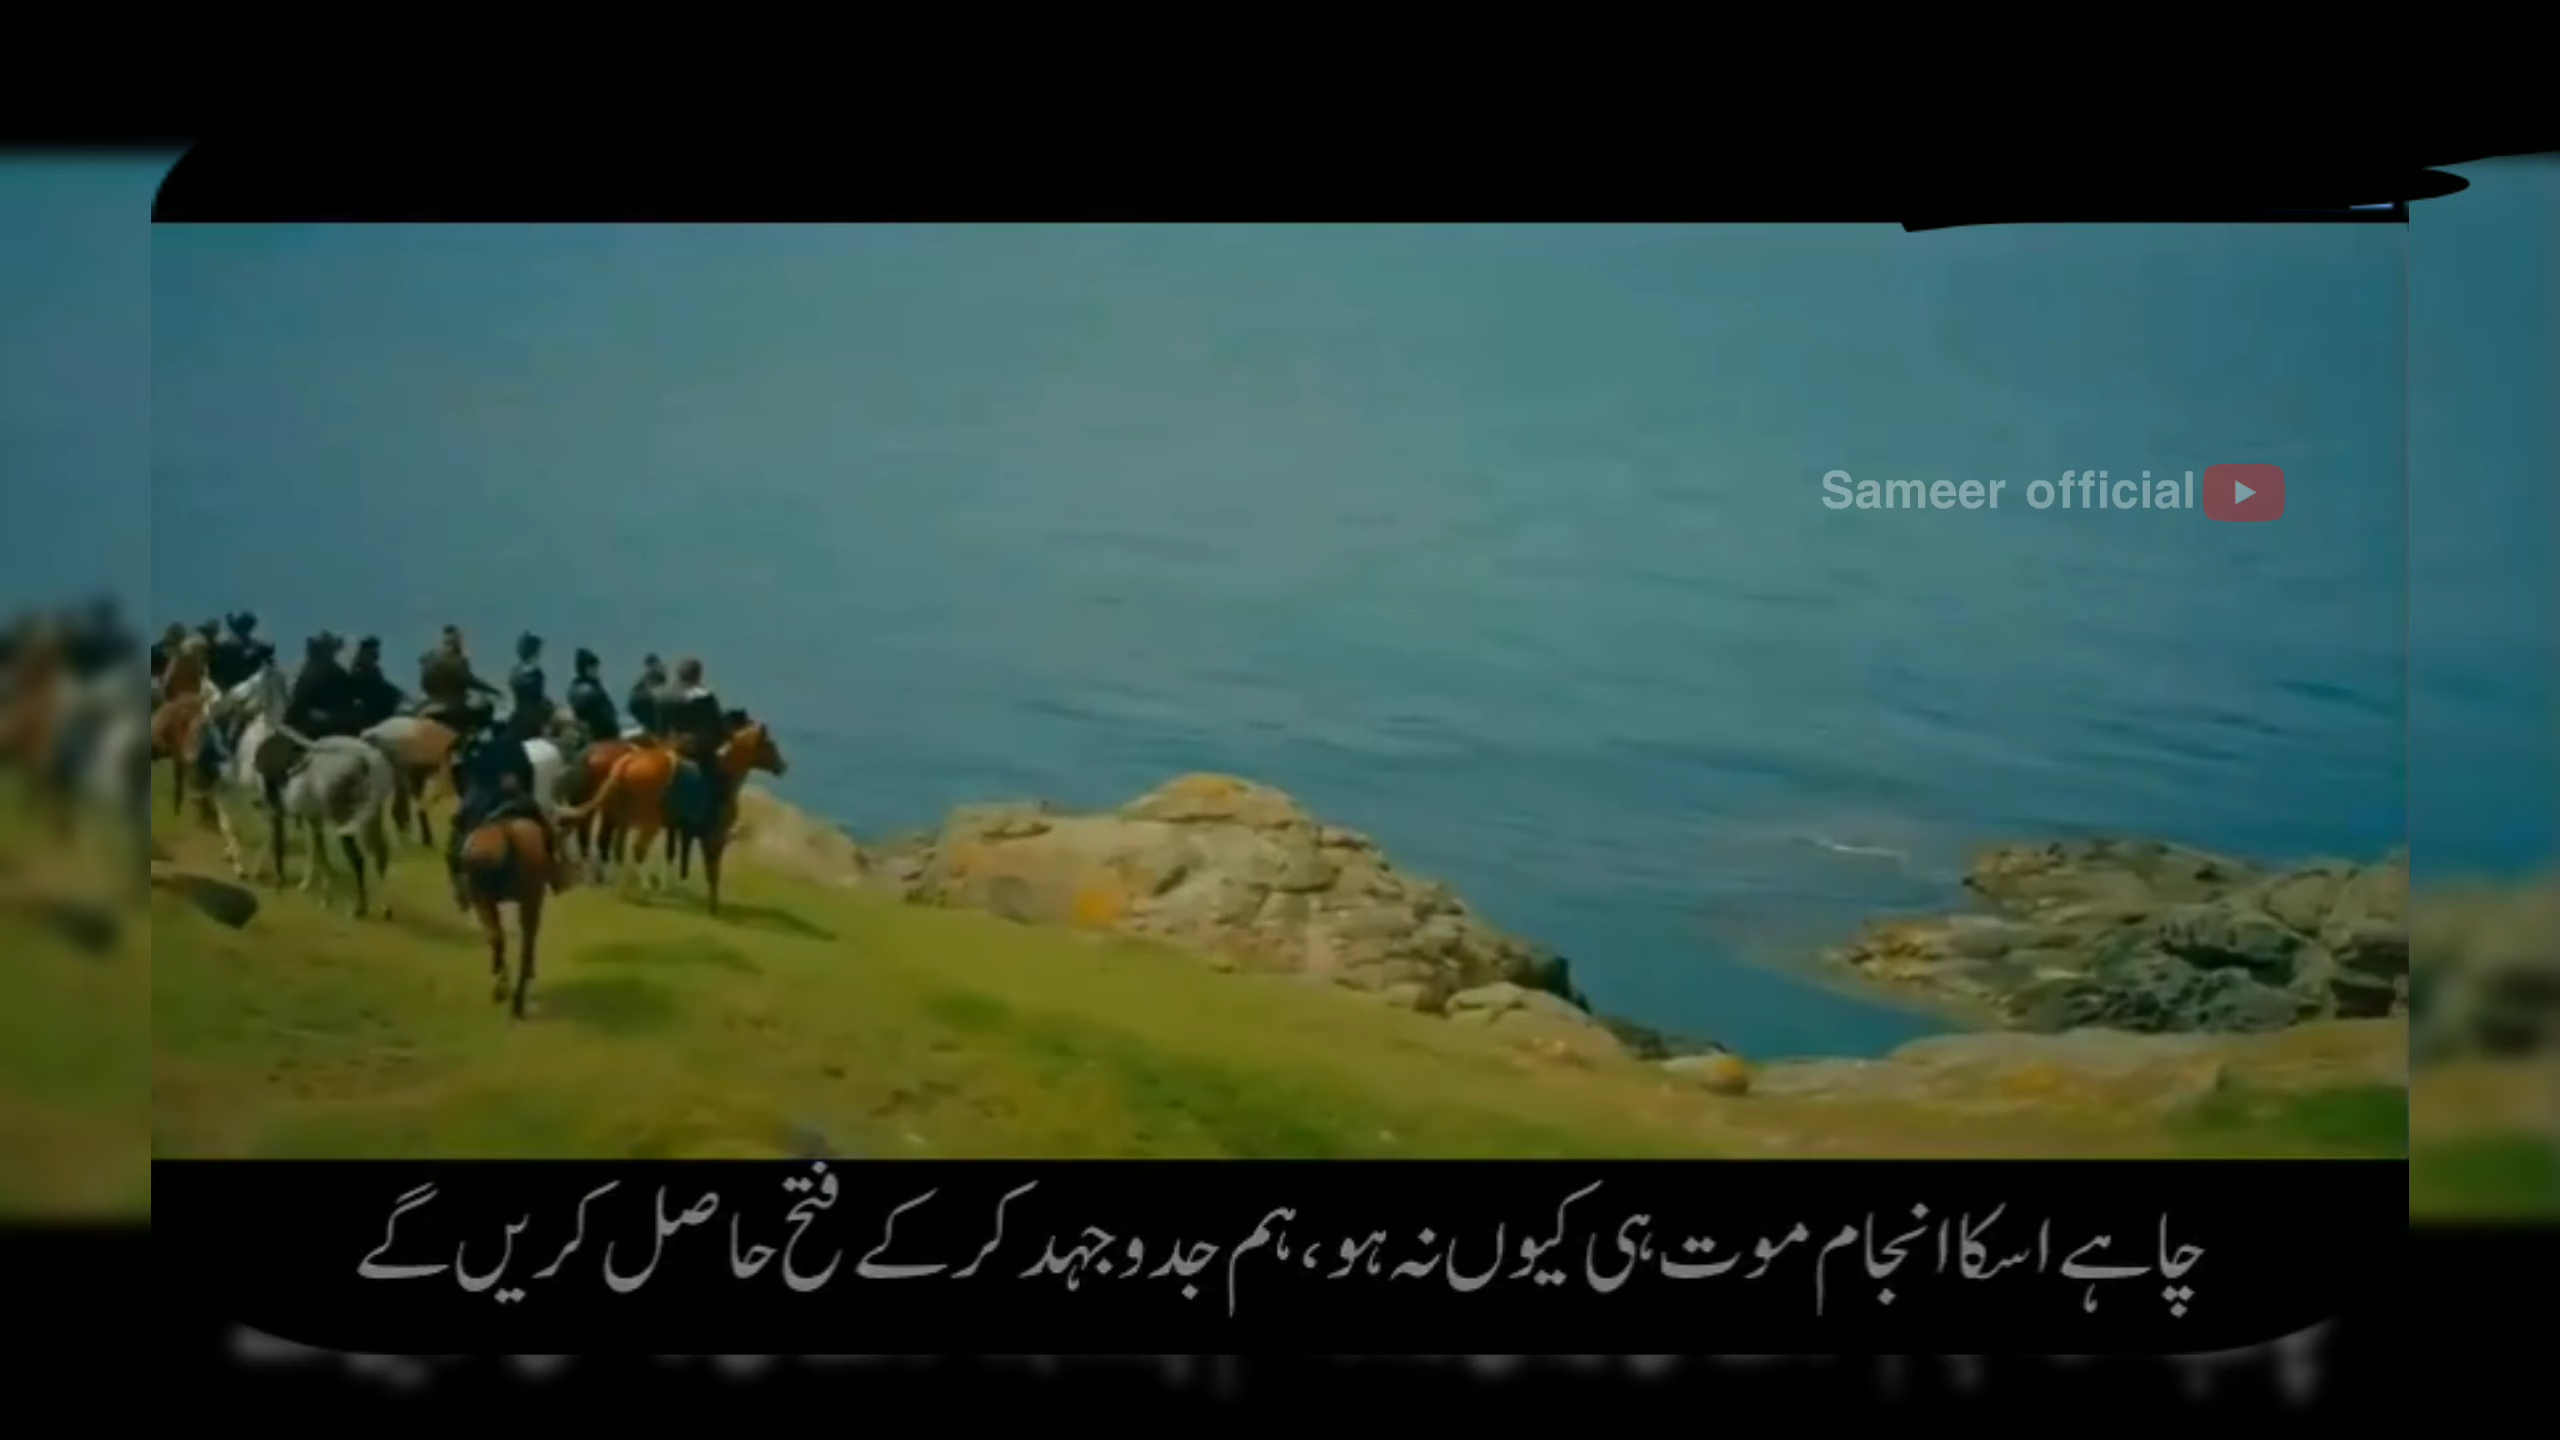 Sameer official
چاہے اسکا انجام موت ہی کیوں نہ ہو، ہم جدوجہد کر کے فتح حاصل کریں گے